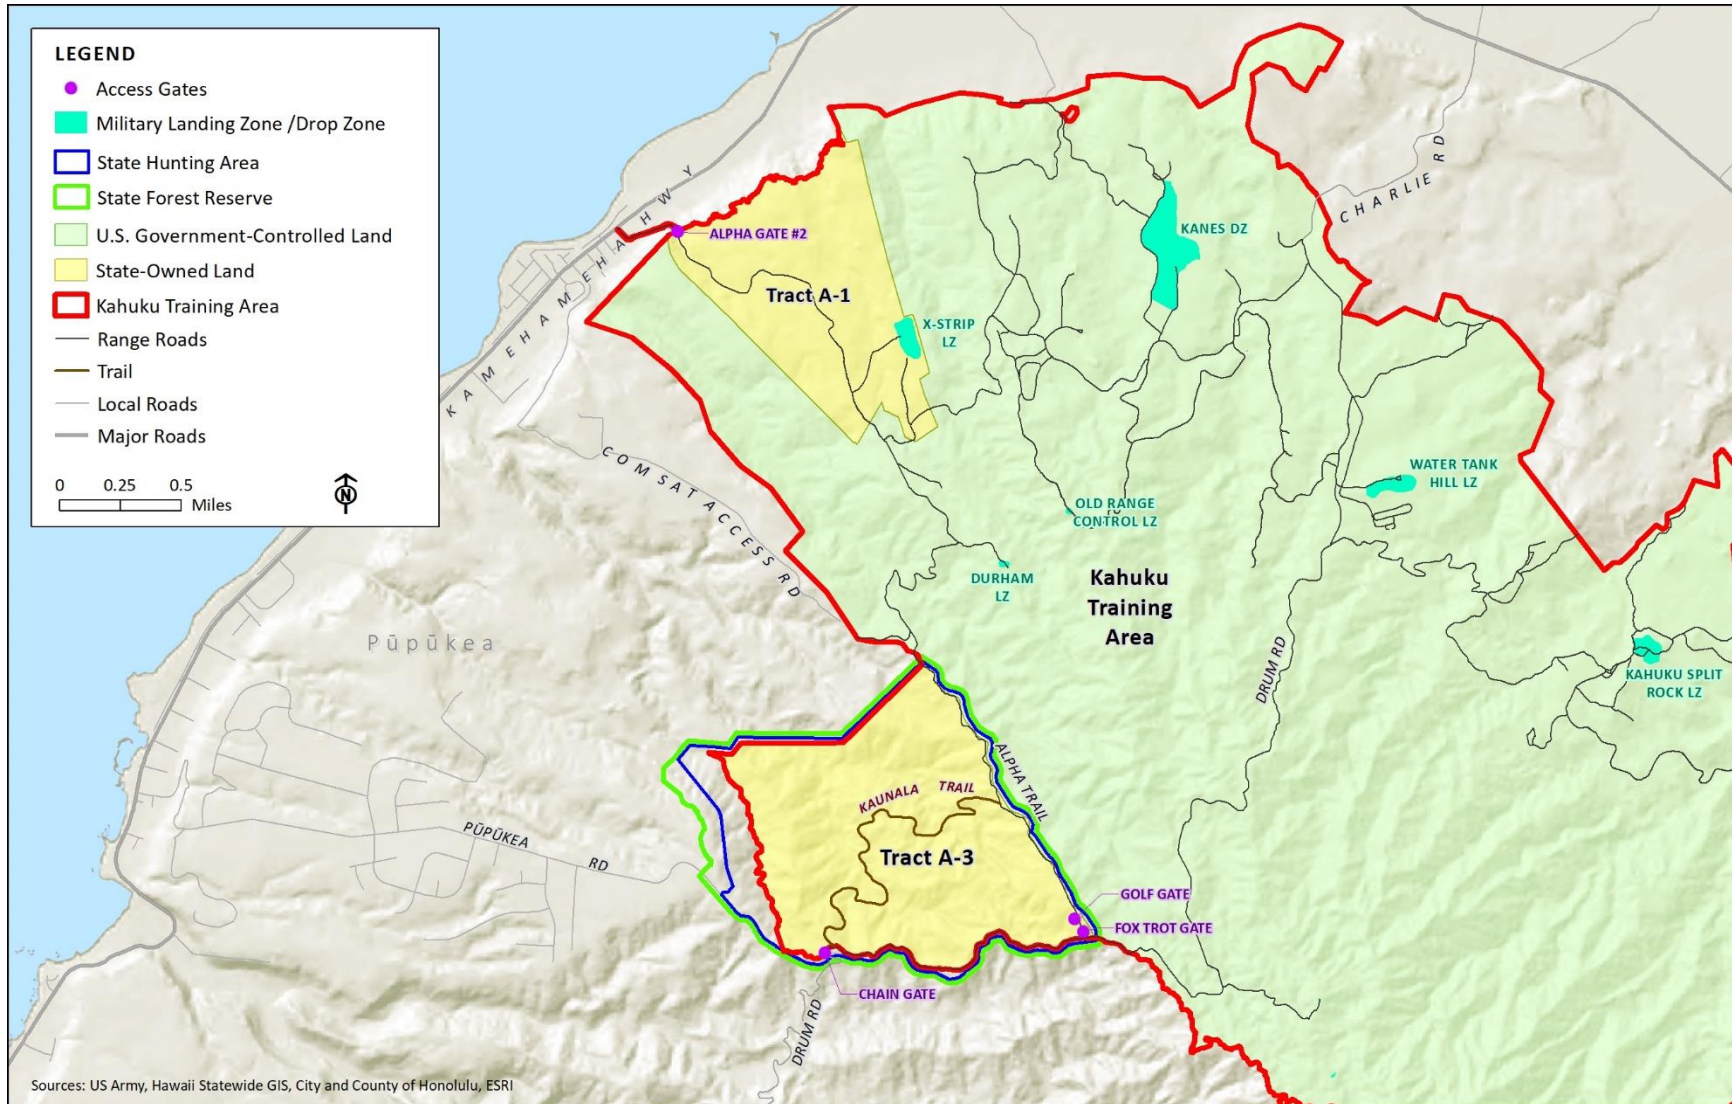 LEGEND
Access Gates
Military Landing Zone /Drop Zone
State Hunting Area
State Forest Reserve
U.S. Government-Controlled Land
State-Owned Land
Kahuku Training Area
Range Roads
Trail
Local Roads
Major Roads
0 0.25 0.5
Miles
N
KAMEHAMEHA HWY
CHARLIE RD
ALPHA GATE #2
KANES DZ
Tract A-1
X-STRIP
LZ
COMSAT ACCESS RD
WATER TANK
HILL LZ
OLD RANGE
CONTROL LZ
DURHAM
LZ
Kahuku
Training
Area
Pūpūkea
DRUM RD
KAHUKU SPLIT
ROCK LZ
ALPHA TRAIL
KAUNALA TRAIL
PŪPŪKEA RD
Tract A-3
GOLF GATE
FOX TROT GATE
CHAIN GATE
DRUM RD
Sources: US Army, Hawaii Statewide GIS, City and County of Honolulu, ESRI